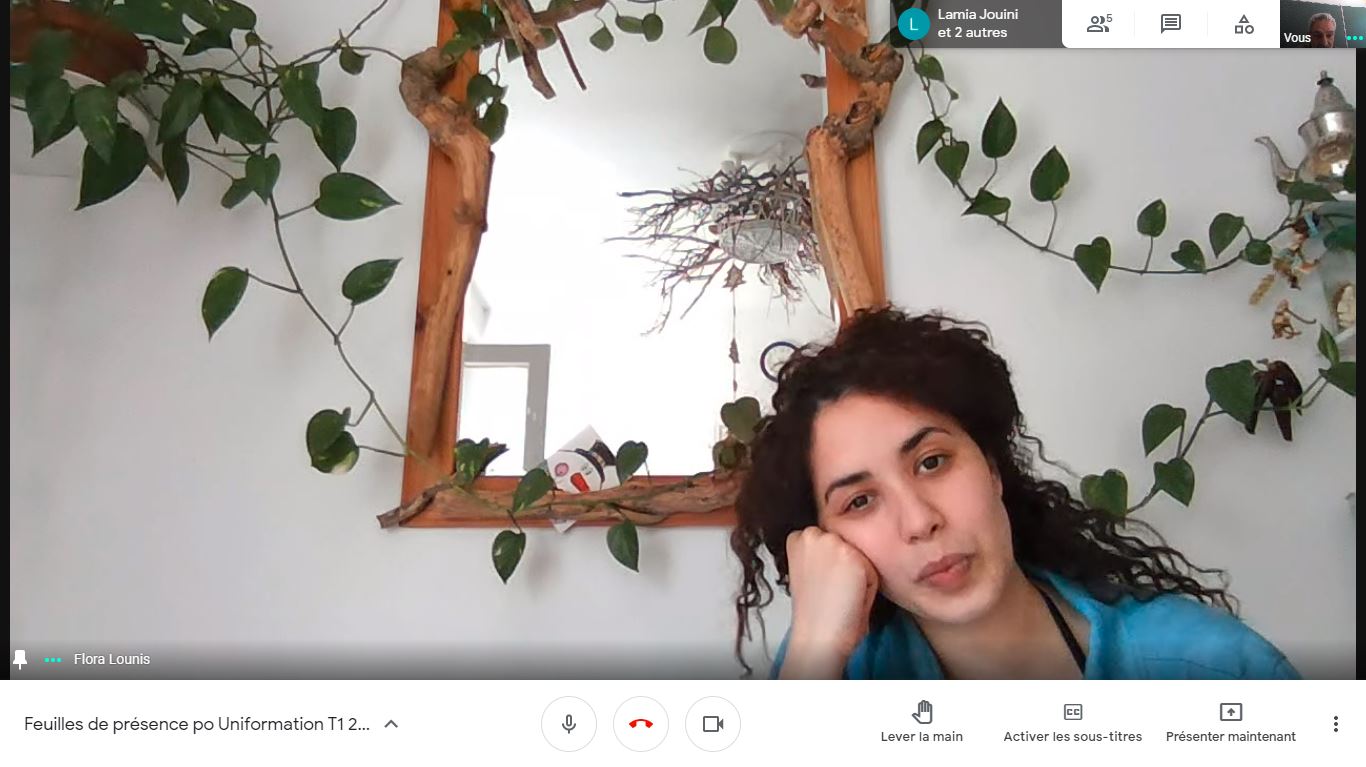 L
Lamia Jouini
et 2 autres
5
Vous
Flora Lounis
Feuilles de présence po Uniformation T1 2...
CC
Lever la main
Activer les sous-titres
Présenter maintenant